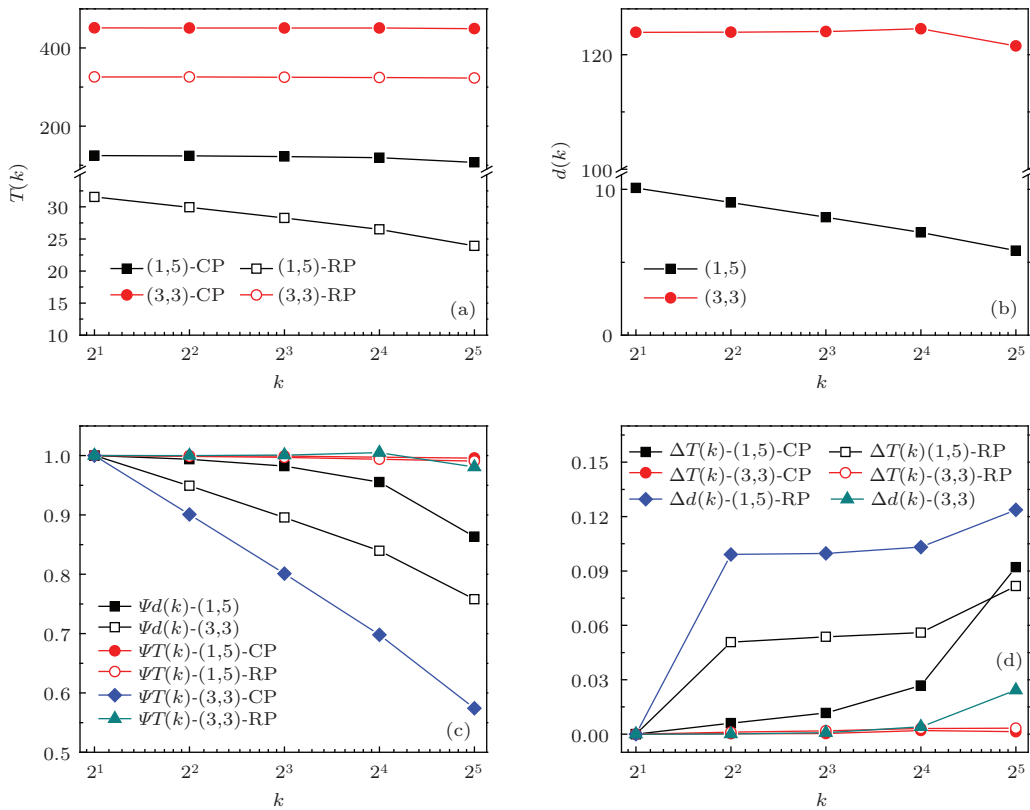 400
200
30
25
20
15
10
T(k)
(1,5)-CP
(1,5)-RP
(3,3)-CP
(3,3)-RP
(a)
2¹ 2² 2³ 2⁴ 2⁵
k
120
100
10
0
d(k)
(1,5)
(3,3)
(b)
2¹ 2² 2³ 2⁴ 2⁵
k
1.0
0.9
0.8
0.7
0.6
0.5
Ψd(k)-(1,5)
Ψd(k)-(3,3)
ΨT(k)-(1,5)-CP
ΨT(k)-(1,5)-RP
ΨT(k)-(3,3)-CP
ΨT(k)-(3,3)-RP
(c)
2¹ 2² 2³ 2⁴ 2⁵
k
0.15
0.12
0.09
0.06
0.03
0.00
ΔT(k)-(1,5)-CP
ΔT(k)(1,5)-RP
ΔT(k)-(3,3)-CP
ΔT(k)-(3,3)-RP
Δd(k)-(1,5)-RP
Δd(k)-(3,3)
(d)
2¹ 2² 2³ 2⁴ 2⁵
k